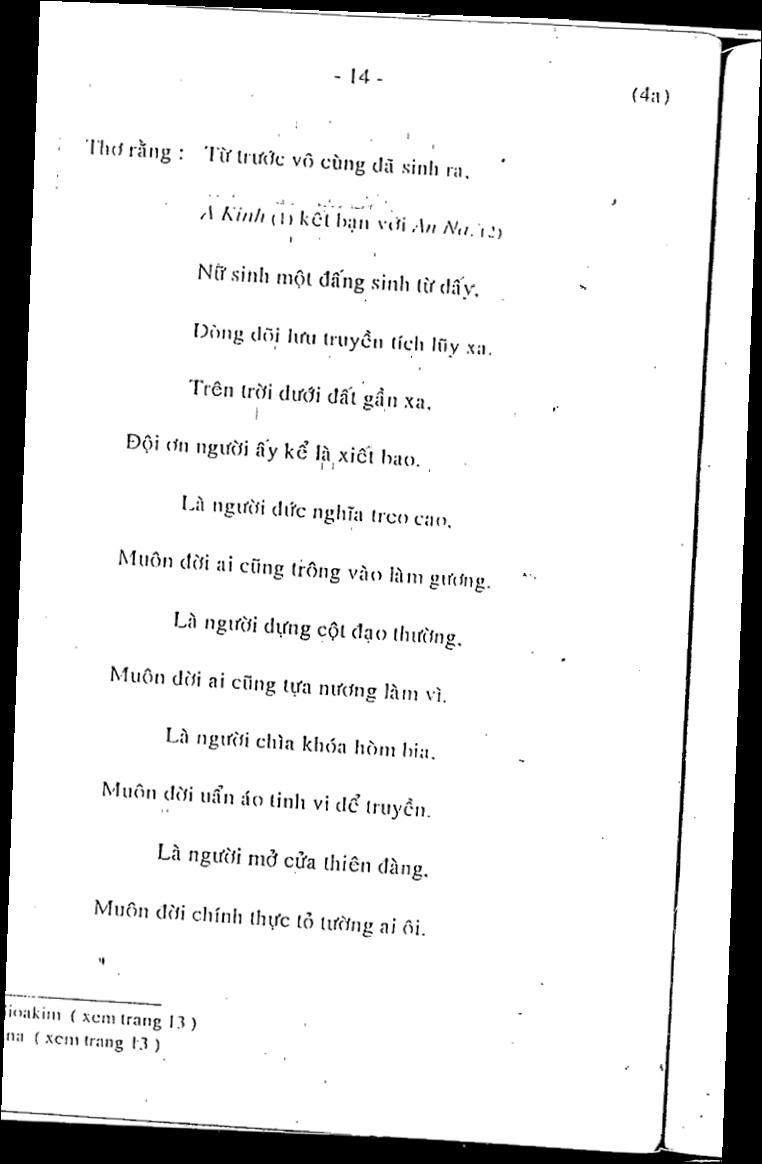 - 14 -
(4a)
Thơ rằng : Từ trước vô cùng đã sinh ra,
A Kinh (1) kết bạn với An Na. (2)
Nữ sinh một đấng sinh từ đấy,
Dòng dõi lưu truyền tích lũy xa.
Trên trời dưới đất gần xa,
Đội ơn người ấy kể là xiết bao.
Là người đức nghĩa treo cao,
Muôn đời ai cũng trông vào làm gương.
Là người dựng cột đạo thường,
Muôn đời ai cũng tựa nương làm vì.
Là người chìa khóa hòm bia,
Muôn đời uẩn áo tinh vi để truyền.
Là người mở cửa thiên đàng,
Muôn đời chính thực tỏ tường ai ôi.
ioakim ( xem trang 13 )
na ( xem trang 13 )